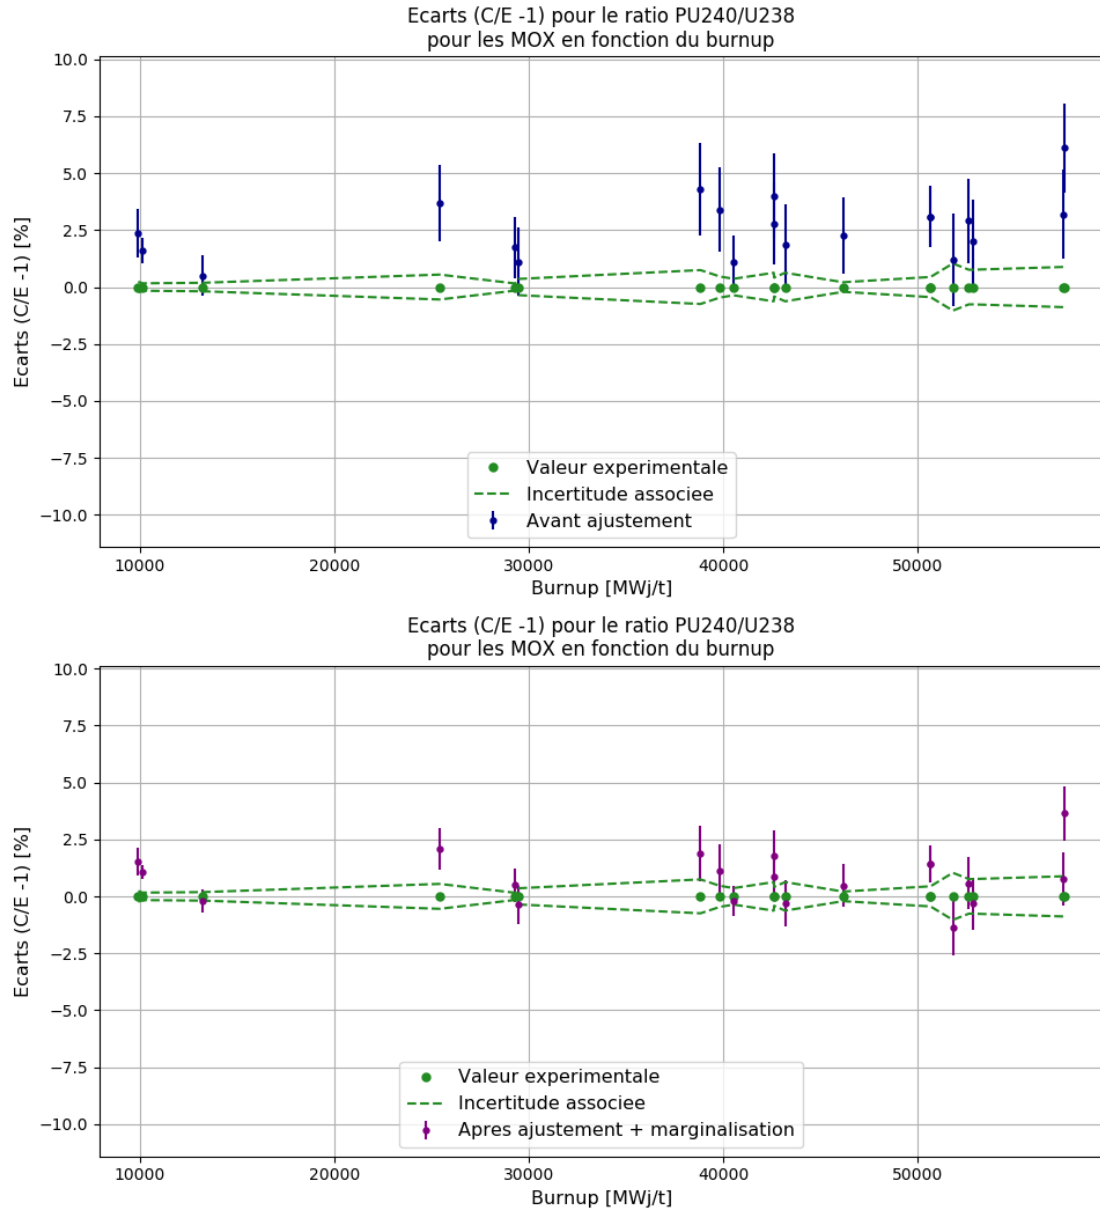 Ecarts (C/E -1) pour le ratio PU240/U238
pour les MOX en fonction du burnup
Ecarts (C/E -1) [%]
10.0
7.5
5.0
2.5
0.0
−2.5
−5.0
−7.5
−10.0
Valeur experimentale
Incertitude associee
Avant ajustement
10000 20000 30000 40000 50000
Burnup [MWj/t]
Ecarts (C/E -1) pour le ratio PU240/U238
pour les MOX en fonction du burnup
Ecarts (C/E -1) [%]
10.0
7.5
5.0
2.5
0.0
−2.5
−5.0
−7.5
−10.0
Valeur experimentale
Incertitude associee
Apres ajustement + marginalisation
10000 20000 30000 40000 50000
Burnup [MWj/t]